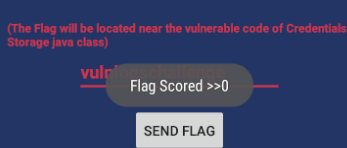 (The Flag will be located near the vulnerable code of Credentials
Storage java class)
Flag Scored >>0
SEND FLAG